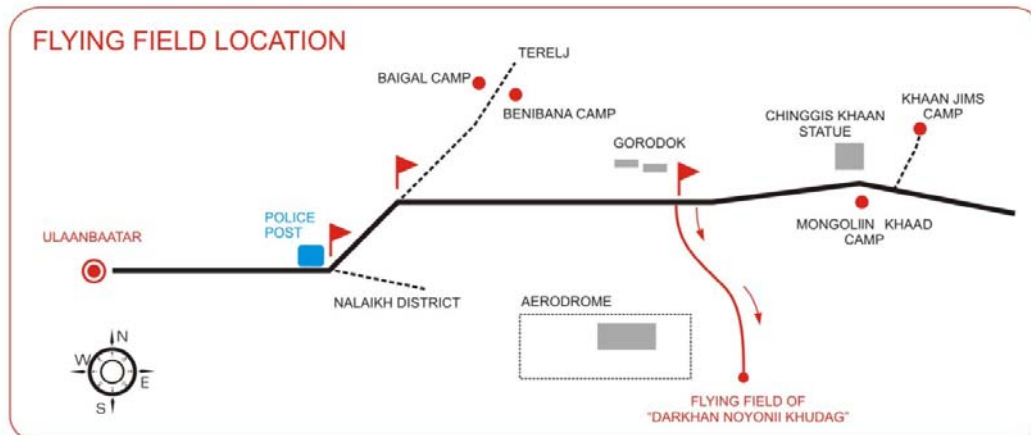 FLYING FIELD LOCATION
TERELJ
BAIGAL CAMP
BENIBANA CAMP
KHAAN JIMS
CAMP
CHINGGIS KHAAN
STATUE
GORODOK
POLICE
POST
ULAANBAATAR
MONGOLIIN KHAAD
CAMP
NALAIKH DISTRICT
AERODROME
N
W
E
S
FLYING FIELD OF
"DARKHAN NOYONII KHUDAG"